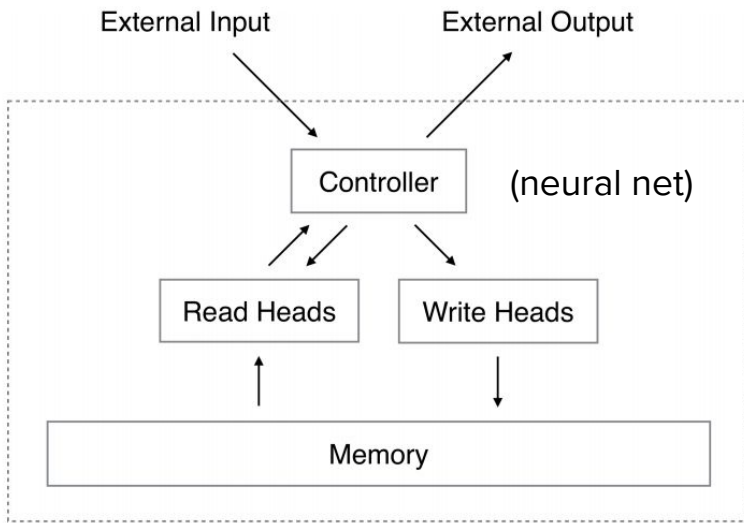 External Input
External Output
Controller
(neural net)
Read Heads
Write Heads
Memory